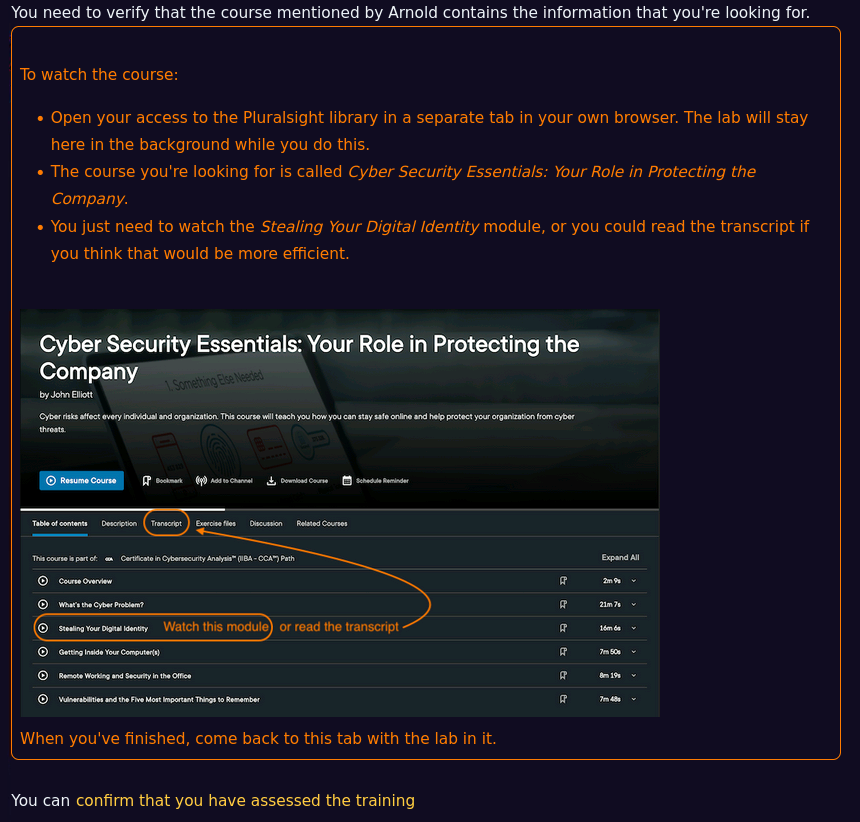 You need to verify that the course mentioned by Arnold contains the information that you're looking for.
To watch the course:
• Open your access to the Pluralsight library in a separate tab in your own browser. The lab will stay
here in the background while you do this.
• The course you're looking for is called Cyber Security Essentials: Your Role in Protecting the
Company.
• You just need to watch the Stealing Your Digital Identity module, or you could read the transcript if
you think that would be more efficient.
Cyber Security Essentials: Your Role in Protecting the
Company
1. Something Else Needed
by John Elliott
Cyber risks affect every individual and organization. This course will teach you how you can stay safe online and help protect your organization from cyber
threats.
Resume Course Bookmark Add to Channel Download Course Schedule Reminder
Table of contents Description Transcript Exercise files Discussion Related Courses
This course is part of: Certificate in Cybersecurity Analysis™ (IIBA - CCA™) Path Expand All
Course Overview 2m 9s
What's the Cyber Problem? 21m 7s
Stealing Your Digital Identity Watch this module or read the transcript 16m 6s
Getting Inside Your Computer(s) 7m 50s
Remote Working and Security in the Office 8m 19s
Vulnerabilities and the Five Most Important Things to Remember 7m 48s
When you've finished, come back to this tab with the lab in it.
You can confirm that you have assessed the training